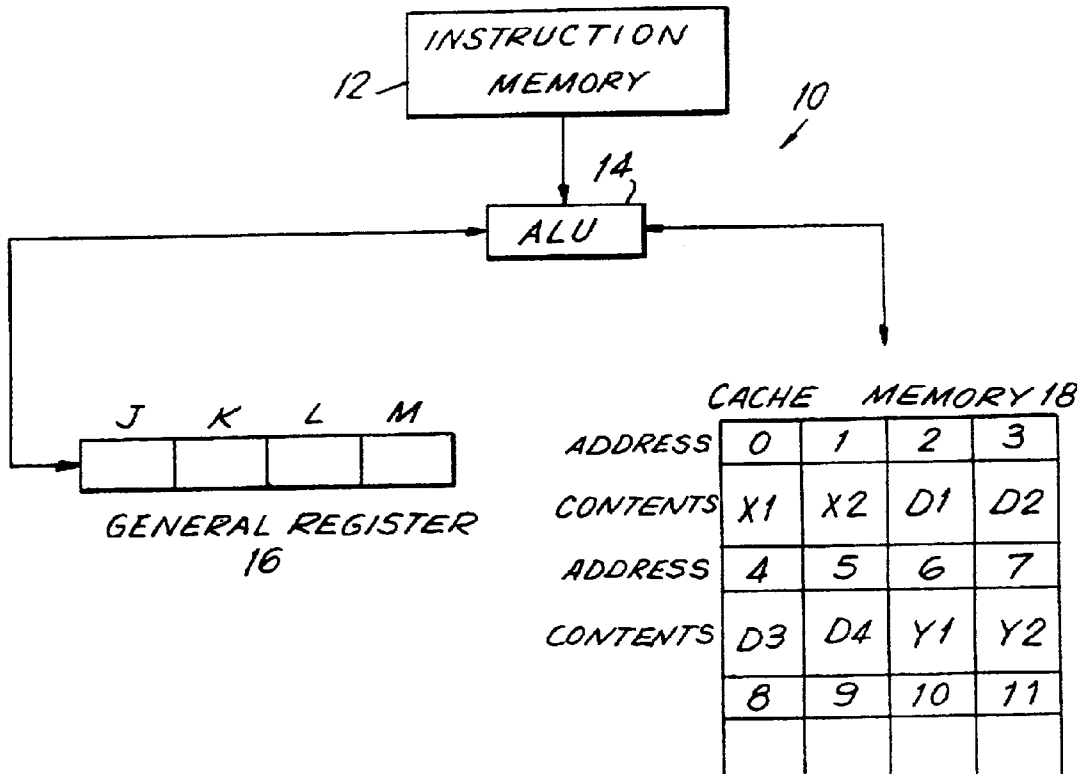 INSTRUCTION
MEMORY
12
10
14
ALU
J K L M
GENERAL REGISTER
16
CACHE MEMORY 18
ADDRESS 0 1 2 3
CONTENTS X1 X2 D1 D2
ADDRESS 4 5 6 7
CONTENTS D3 D4 Y1 Y2
8 9 10 11